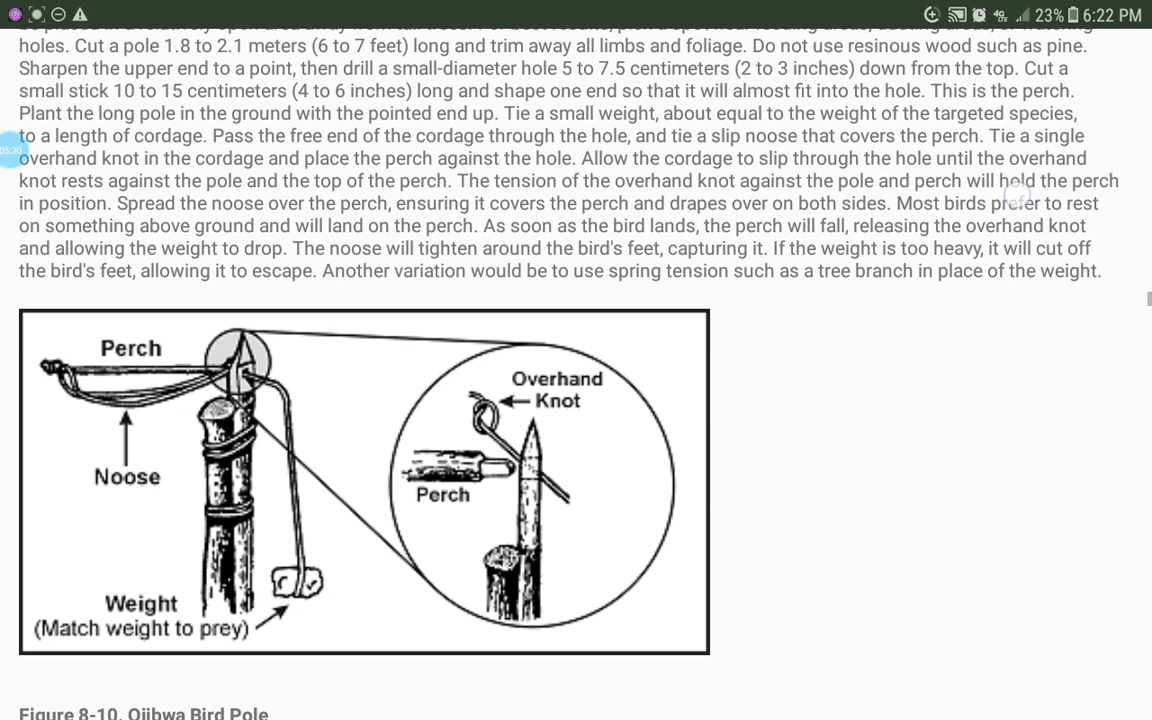 23% 6:22 PM
holes. Cut a pole 1.8 to 2.1 meters (6 to 7 feet) long and trim away all limbs and foliage. Do not use resinous wood such as pine.
Sharpen the upper end to a point, then drill a small-diameter hole 5 to 7.5 centimeters (2 to 3 inches) down from the top. Cut a
small stick 10 to 15 centimeters (4 to 6 inches) long and shape one end so that it will almost fit into the hole. This is the perch.
Plant the long pole in the ground with the pointed end up. Tie a small weight, about equal to the weight of the targeted species,
to a length of cordage. Pass the free end of the cordage through the hole, and tie a slip noose that covers the perch. Tie a single
05:30
overhand knot in the cordage and place the perch against the hole. Allow the cordage to slip through the hole until the overhand
knot rests against the pole and the top of the perch. The tension of the overhand knot against the pole and perch will hold the perch
in position. Spread the noose over the perch, ensuring it covers the perch and drapes over on both sides. Most birds prefer to rest
on something above ground and will land on the perch. As soon as the bird lands, the perch will fall, releasing the overhand knot
and allowing the weight to drop. The noose will tighten around the bird's feet, capturing it. If the weight is too heavy, it will cut off
the bird's feet, allowing it to escape. Another variation would be to use spring tension such as a tree branch in place of the weight.
Perch
Noose
Weight
(Match weight to prey)
Overhand
Knot
Perch
Figure 8-10. Ojibwa Bird Pole